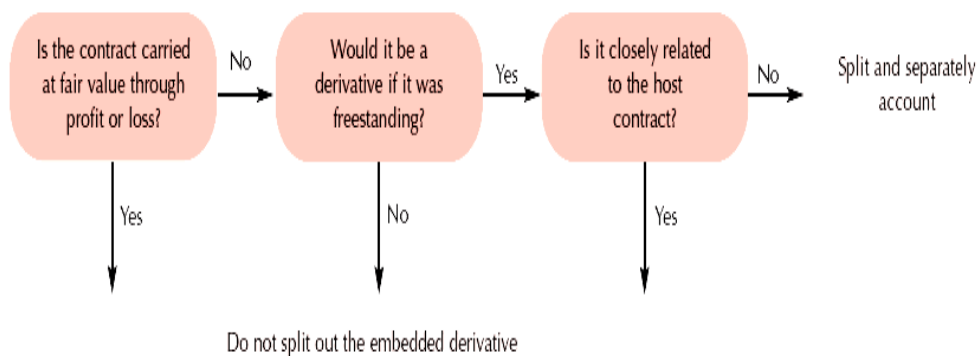 Is the contract carried
at fair value through
profit or loss?
No
Would it be a
derivative if it was
freestanding?
Yes
Is it closely related
to the host
contract?
No
Split and separately
account
Yes
No
Yes
Do not split out the embedded derivative